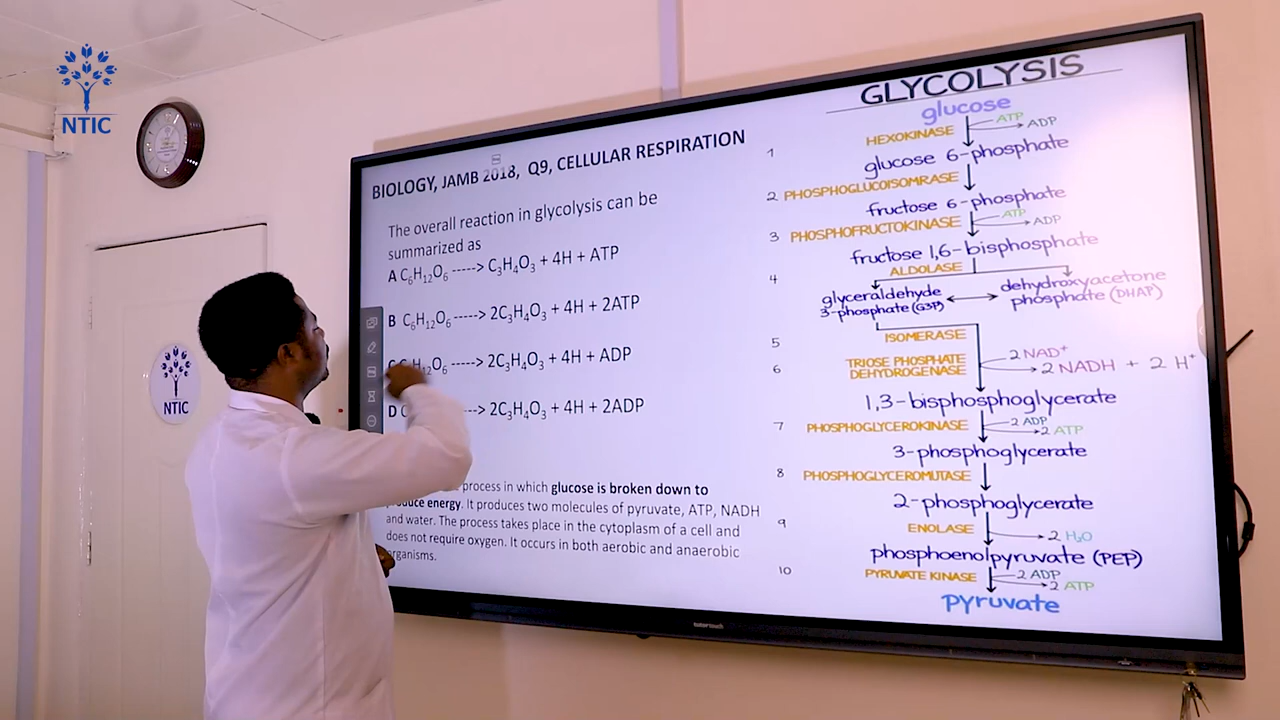 NTIC
NTIC
BIOLOGY, JAMB 2018, Q9, CELLULAR RESPIRATION
The overall reaction in glycolysis can be
summarized as
A C₆H₁₂O₆ -----> C₃H₄O₃ + 4H + ATP
B C₆H₁₂O₆ -----> 2C₃H₄O₃ + 4H + 2ATP
H₁₂O₆ -----> 2C₃H₄O₃ + 4H + ADP
D -----> 2C₃H₄O₃ + 4H + 2ADP
process in which glucose is broken down to
energy. It produces two molecules of pyruvate, ATP, NADH
and water. The process takes place in the cytoplasm of a cell and
does not require oxygen. It occurs in both aerobic and anaerobic
organisms.
GLYCOLYSIS
glucose
1 HEXOKINASE ATP ADP
glucose 6-phosphate
2 PHOSPHOGLUCOISOMRASE
fructose 6-phosphate
3 PHOSPHOFRUCTOKINASE ATP ADP
fructose 1,6-bisphosphate
4 ALDOLASE
glyceraldehyde
3-phosphate (G3P)
dehydroxyacetone
phosphate (DHAP)
5 ISOMERASE
6 TRIOSE PHOSPHATE
DEHYDROGENASE
2 NAD⁺
2 NADH + 2 H⁺
1,3-bisphosphoglycerate
7 PHOSPHOGLYCEROKINASE 2 ADP
2 ATP
3-phosphoglycerate
8 PHOSPHOGLYCEROMUTASE
2-phosphoglycerate
9 ENOLASE 2 H₂O
phosphoenolpyruvate (PEP)
10 PYRUVATE KINASE 2 ADP
2 ATP
pyruvate